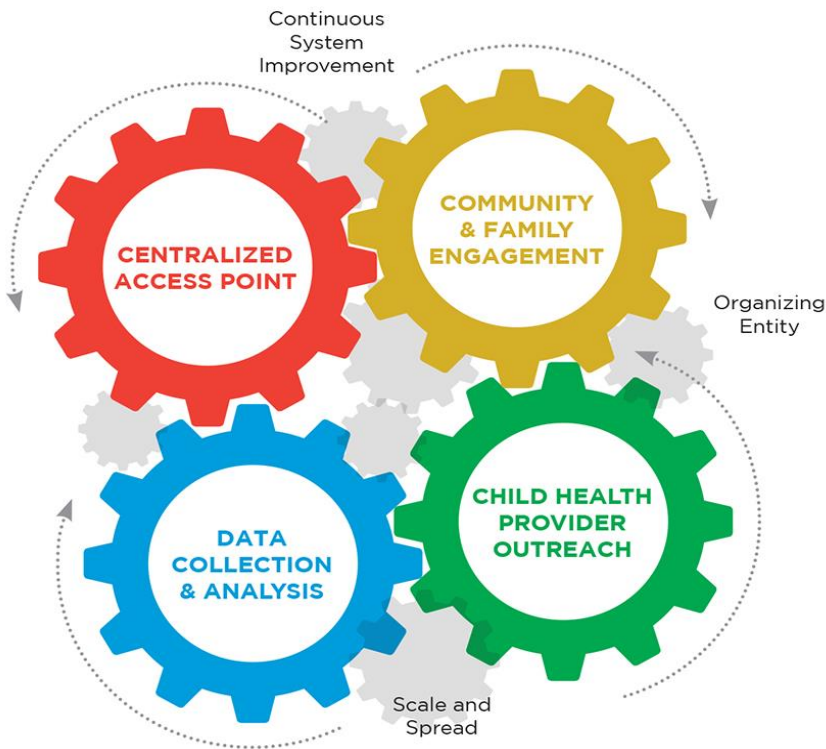 Continuous
System
Improvement
CENTRALIZED
ACCESS POINT
COMMUNITY
& FAMILY
ENGAGEMENT
Organizing
Entity
DATA
COLLECTION
& ANALYSIS
CHILD HEALTH
PROVIDER
OUTREACH
Scale and
Spread